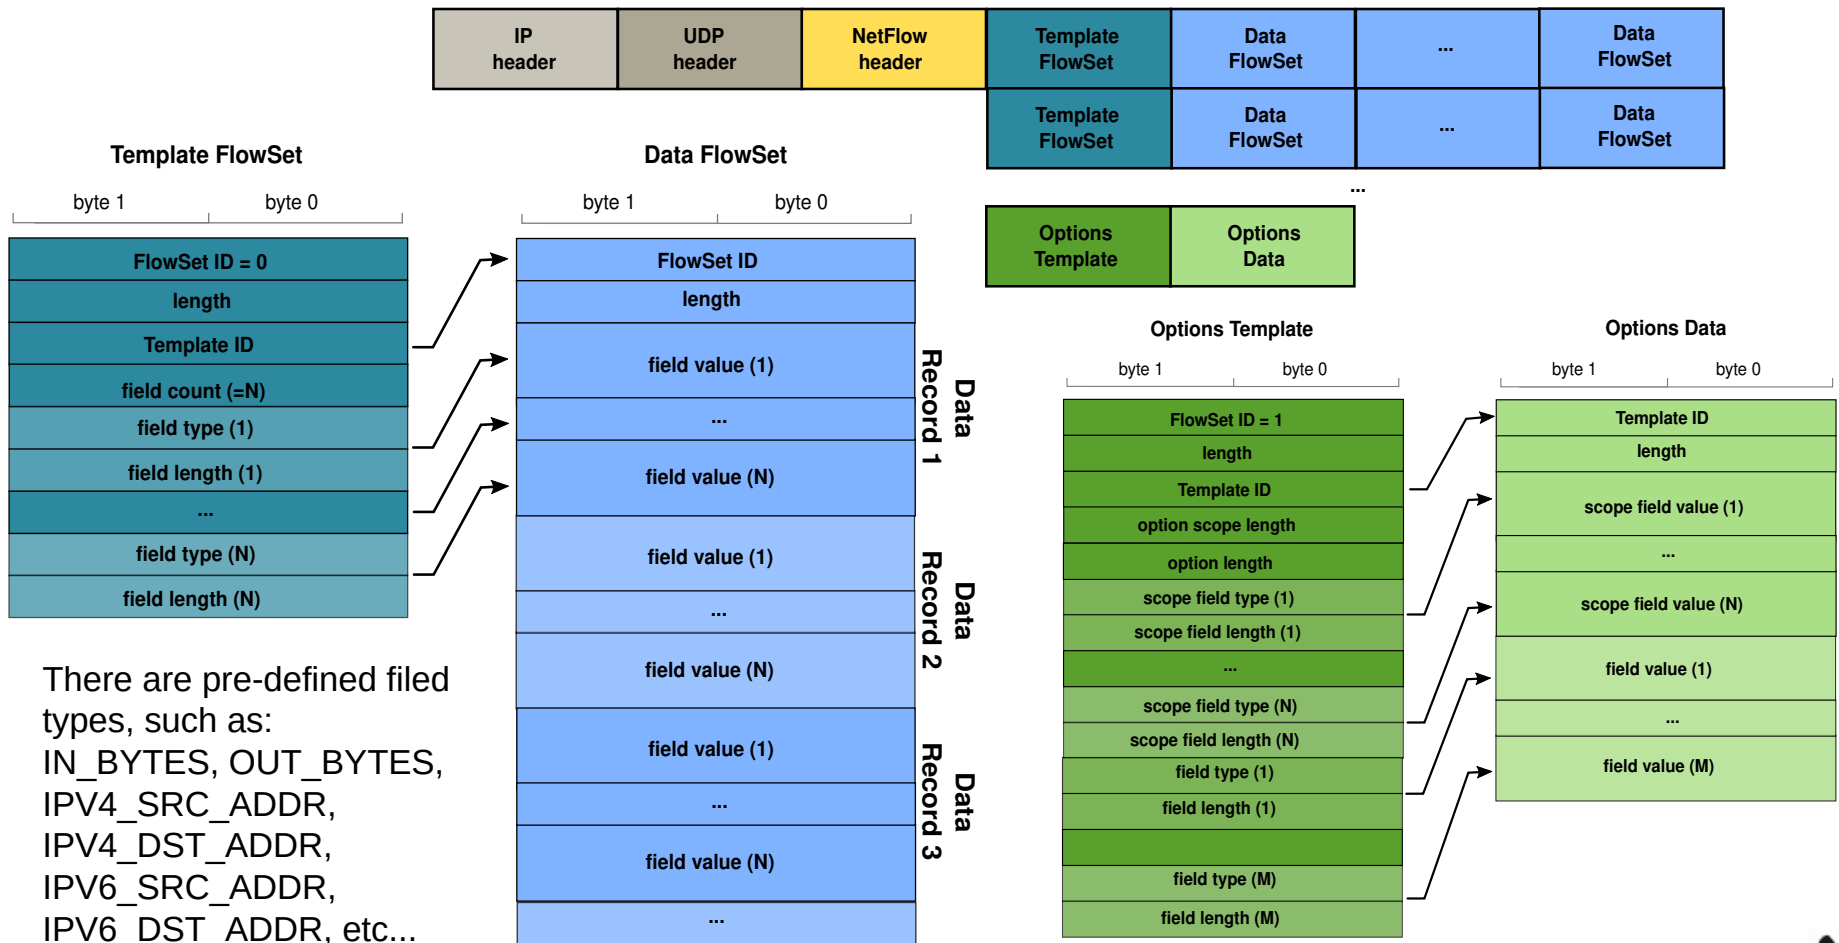 IP
header
UDP
header
NetFlow
header
Template
FlowSet
Data
FlowSet
...
Data
FlowSet
Template
FlowSet
Data
FlowSet
...
Data
FlowSet
...
Options
Template
Options
Data
Template FlowSet
byte 1 byte 0
FlowSet ID = 0
length
Template ID
field count (=N)
field type (1)
field length (1)
...
field type (N)
field length (N)
There are pre-defined filed
types, such as:
IN_BYTES, OUT_BYTES,
IPV4_SRC_ADDR,
IPV4_DST_ADDR,
IPV6_SRC_ADDR,
IPV6_DST_ADDR, etc...
Data FlowSet
byte 1 byte 0
FlowSet ID
length
field value (1)
...
field value (N)
Data
Record 1
field value (1)
...
field value (N)
Data
Record 2
field value (1)
...
field value (N)
Data
Record 3
...
Options Template
byte 1 byte 0
FlowSet ID = 1
length
Template ID
option scope length
option length
scope field type (1)
scope field length (1)
...
scope field type (N)
scope field length (N)
field type (1)
field length (1)
field type (M)
field length (M)
Options Data
byte 1 byte 0
Template ID
length
scope field value (1)
...
scope field value (N)
field value (1)
...
field value (M)